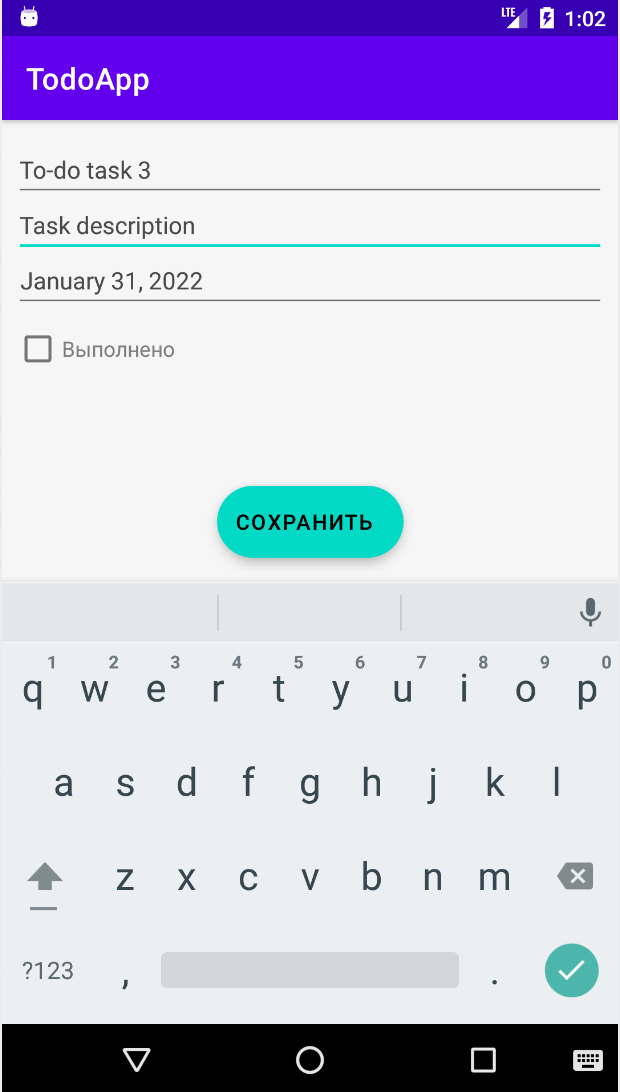 LTE 1:02
TodoApp
To-do task 3
Task description
January 31, 2022
Выполнено
СОХРАНИТЬ
1 2 3 4 5 6 7 8 9 0
q w e r t y u i o p
a s d f g h j k l
z x c v b n m
?123 , .